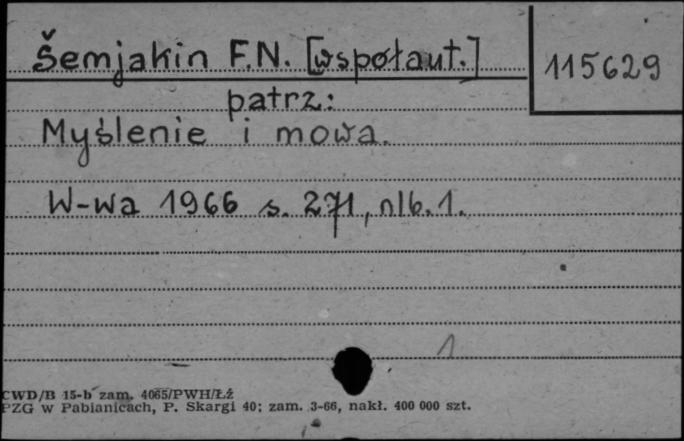 Šemjakin F.N. [wspołaut.]
115629
patrz:
Myślenie i mowa.
W-wa 1966 s. 271, nlb. 1.
1
CWD/B 15-b zam. 4065/PWH/Łż
PZG w Pabianicach, P. Skargi 40; zam. 3-66, nakł. 400 000 szt.